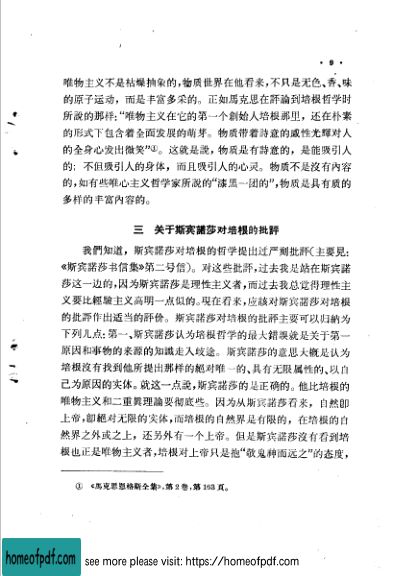 · 9 ·
唯物主义不是枯燥抽象的，物质世界在他看来，不只是无色、香、味
的原子运动，而是丰富多采的。正如馬克思在評論到培根哲学时
所說的那样：“唯物主义在它的第一个創始人培根那里，还在朴素
的形式下包含着全面发展的萌芽。物质带着詩意的感性光輝对人
的全身心发出微笑”①。这就是說，物质是有詩意的，是能吸引人
的：不但吸引人的身体，而且吸引人的心灵。物质不是沒有內容
的，如有些唯心主义哲学家所說的“漆黑一团的”，物质是具有质的
多样的丰富內容的。
三 关于斯宾諾莎对培根的批評
我們知道，斯宾諾莎对培根的哲学提出过严厉批評（主要見：
《斯宾諾莎书信集》第二号信）。对这些批評，过去我是站在斯宾諾
莎这一边的，因为斯宾諾莎是理性主义者，而过去我总觉得理性主
义要比經驗主义高明一点似的。現在看来，应該对斯宾諾莎对培根
的批評作出适当的評价。斯宾諾莎对培根的批評主要可以归納为
下列几点：第一、斯宾諾莎认为培根哲学的最大錯誤就是关于第一
原因和事物的来源的知識走入歧途。斯宾諾莎的意思大概是认为
培根沒有找到他所提出那样的絕对唯一的、具有无限属性的、以自
己为原因的实体。就这一点說，斯宾諾莎的是正确的。他比培根的
唯物主义和二重眞理論要彻底些。因为从斯宾諾莎看来，自然卽
上帝，卽絕对无限的实体，而培根的自然界是有限的，在培根的自
然界之外或之上，还另外有一个上帝。但是斯宾諾莎沒有看到培
根也正是唯物主义者，培根对上帝只是抱“敬鬼神而远之”的态度，
① 《馬克思恩格斯全集》，第2卷，第163頁。
homeofpdf.com
see more please visit: https://homeofpdf.com